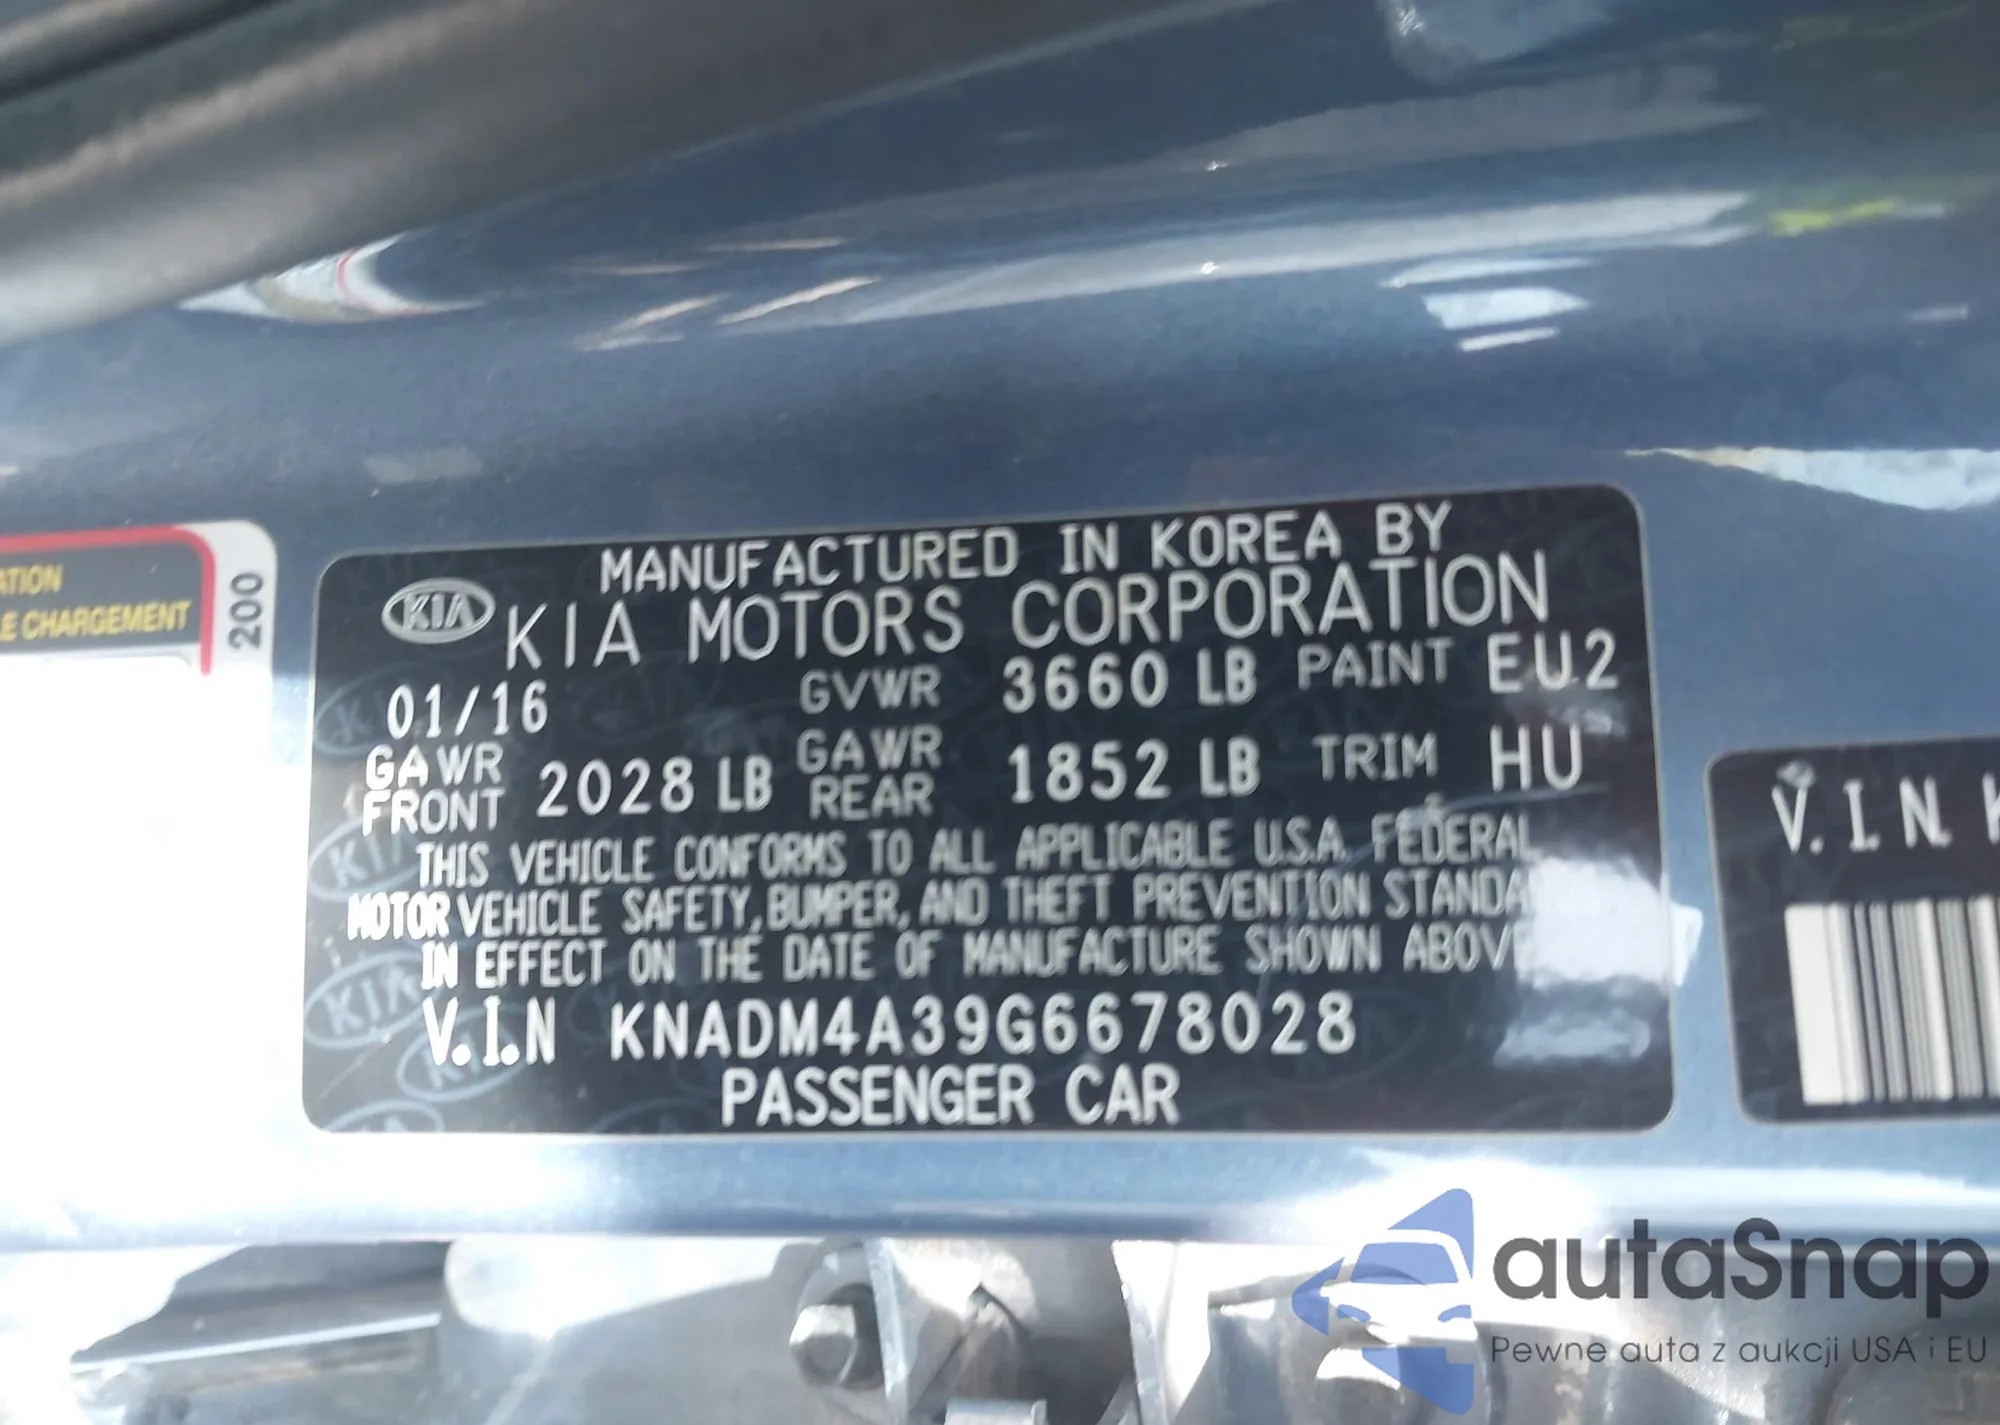 ATION
LE CHARGEMENT
200
KIA
MANUFACTURED IN KOREA BY
KIA MOTORS CORPORATION
01/16 GVWR 3660 LB PAINT EU2
GAWR FRONT 2028 LB GAWR REAR 1852 LB TRIM HU
THIS VEHICLE CONFORMS TO ALL APPLICABLE U.S.A. FEDERAL
MOTOR VEHICLE SAFETY, BUMPER, AND THEFT PREVENTION STANDA
IN EFFECT ON THE DATE OF MANUFACTURE SHOWN ABOVE
V.I.N KNADM4A39G6678028
PASSENGER CAR
V.I.N. K
autaSnap
Pewne auta z aukcji USA i EU